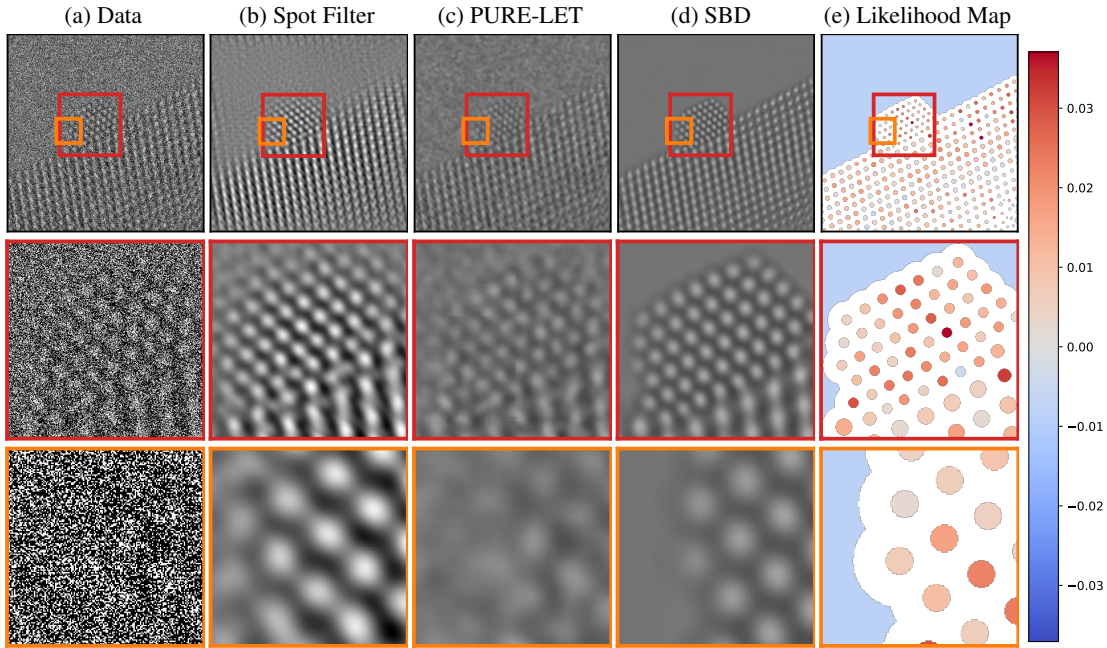 (a) Data
(b) Spot Filter
(c) PURE-LET
(d) SBD
(e) Likelihood Map
0.03
0.02
0.01
0.00
−0.01
−0.02
−0.03